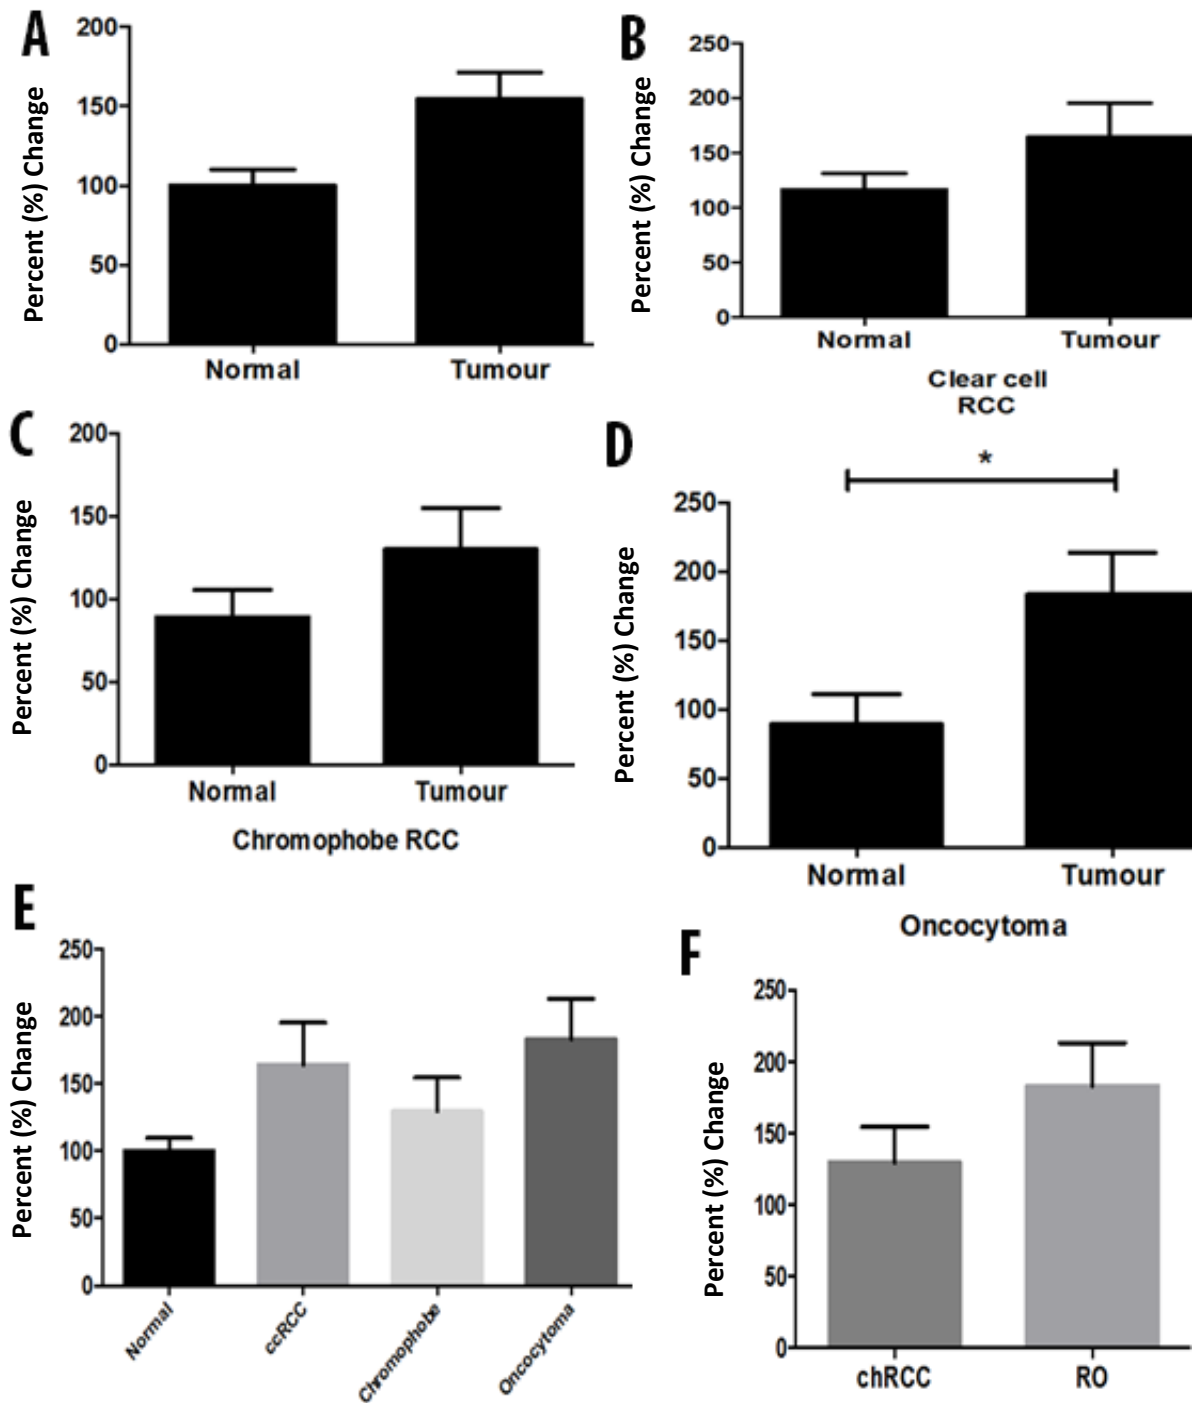 A
Percent (%) Change
200
150
100
50
0
Normal Tumour
B
Percent (%) Change
250
200
150
100
50
0
Normal Tumour
Clear cell
RCC
C
Percent (%) Change
200
150
100
50
0
Normal Tumour
Chromophobe RCC
D
*
Percent (%) Change
250
200
150
100
50
0
Normal Tumour
Oncocytoma
E
Percent (%) Change
250
200
150
100
50
0
Normal
ccRCC
Chromophobe
Oncocytoma
F
Percent (%) Change
250
200
150
100
50
0
chRCC RO